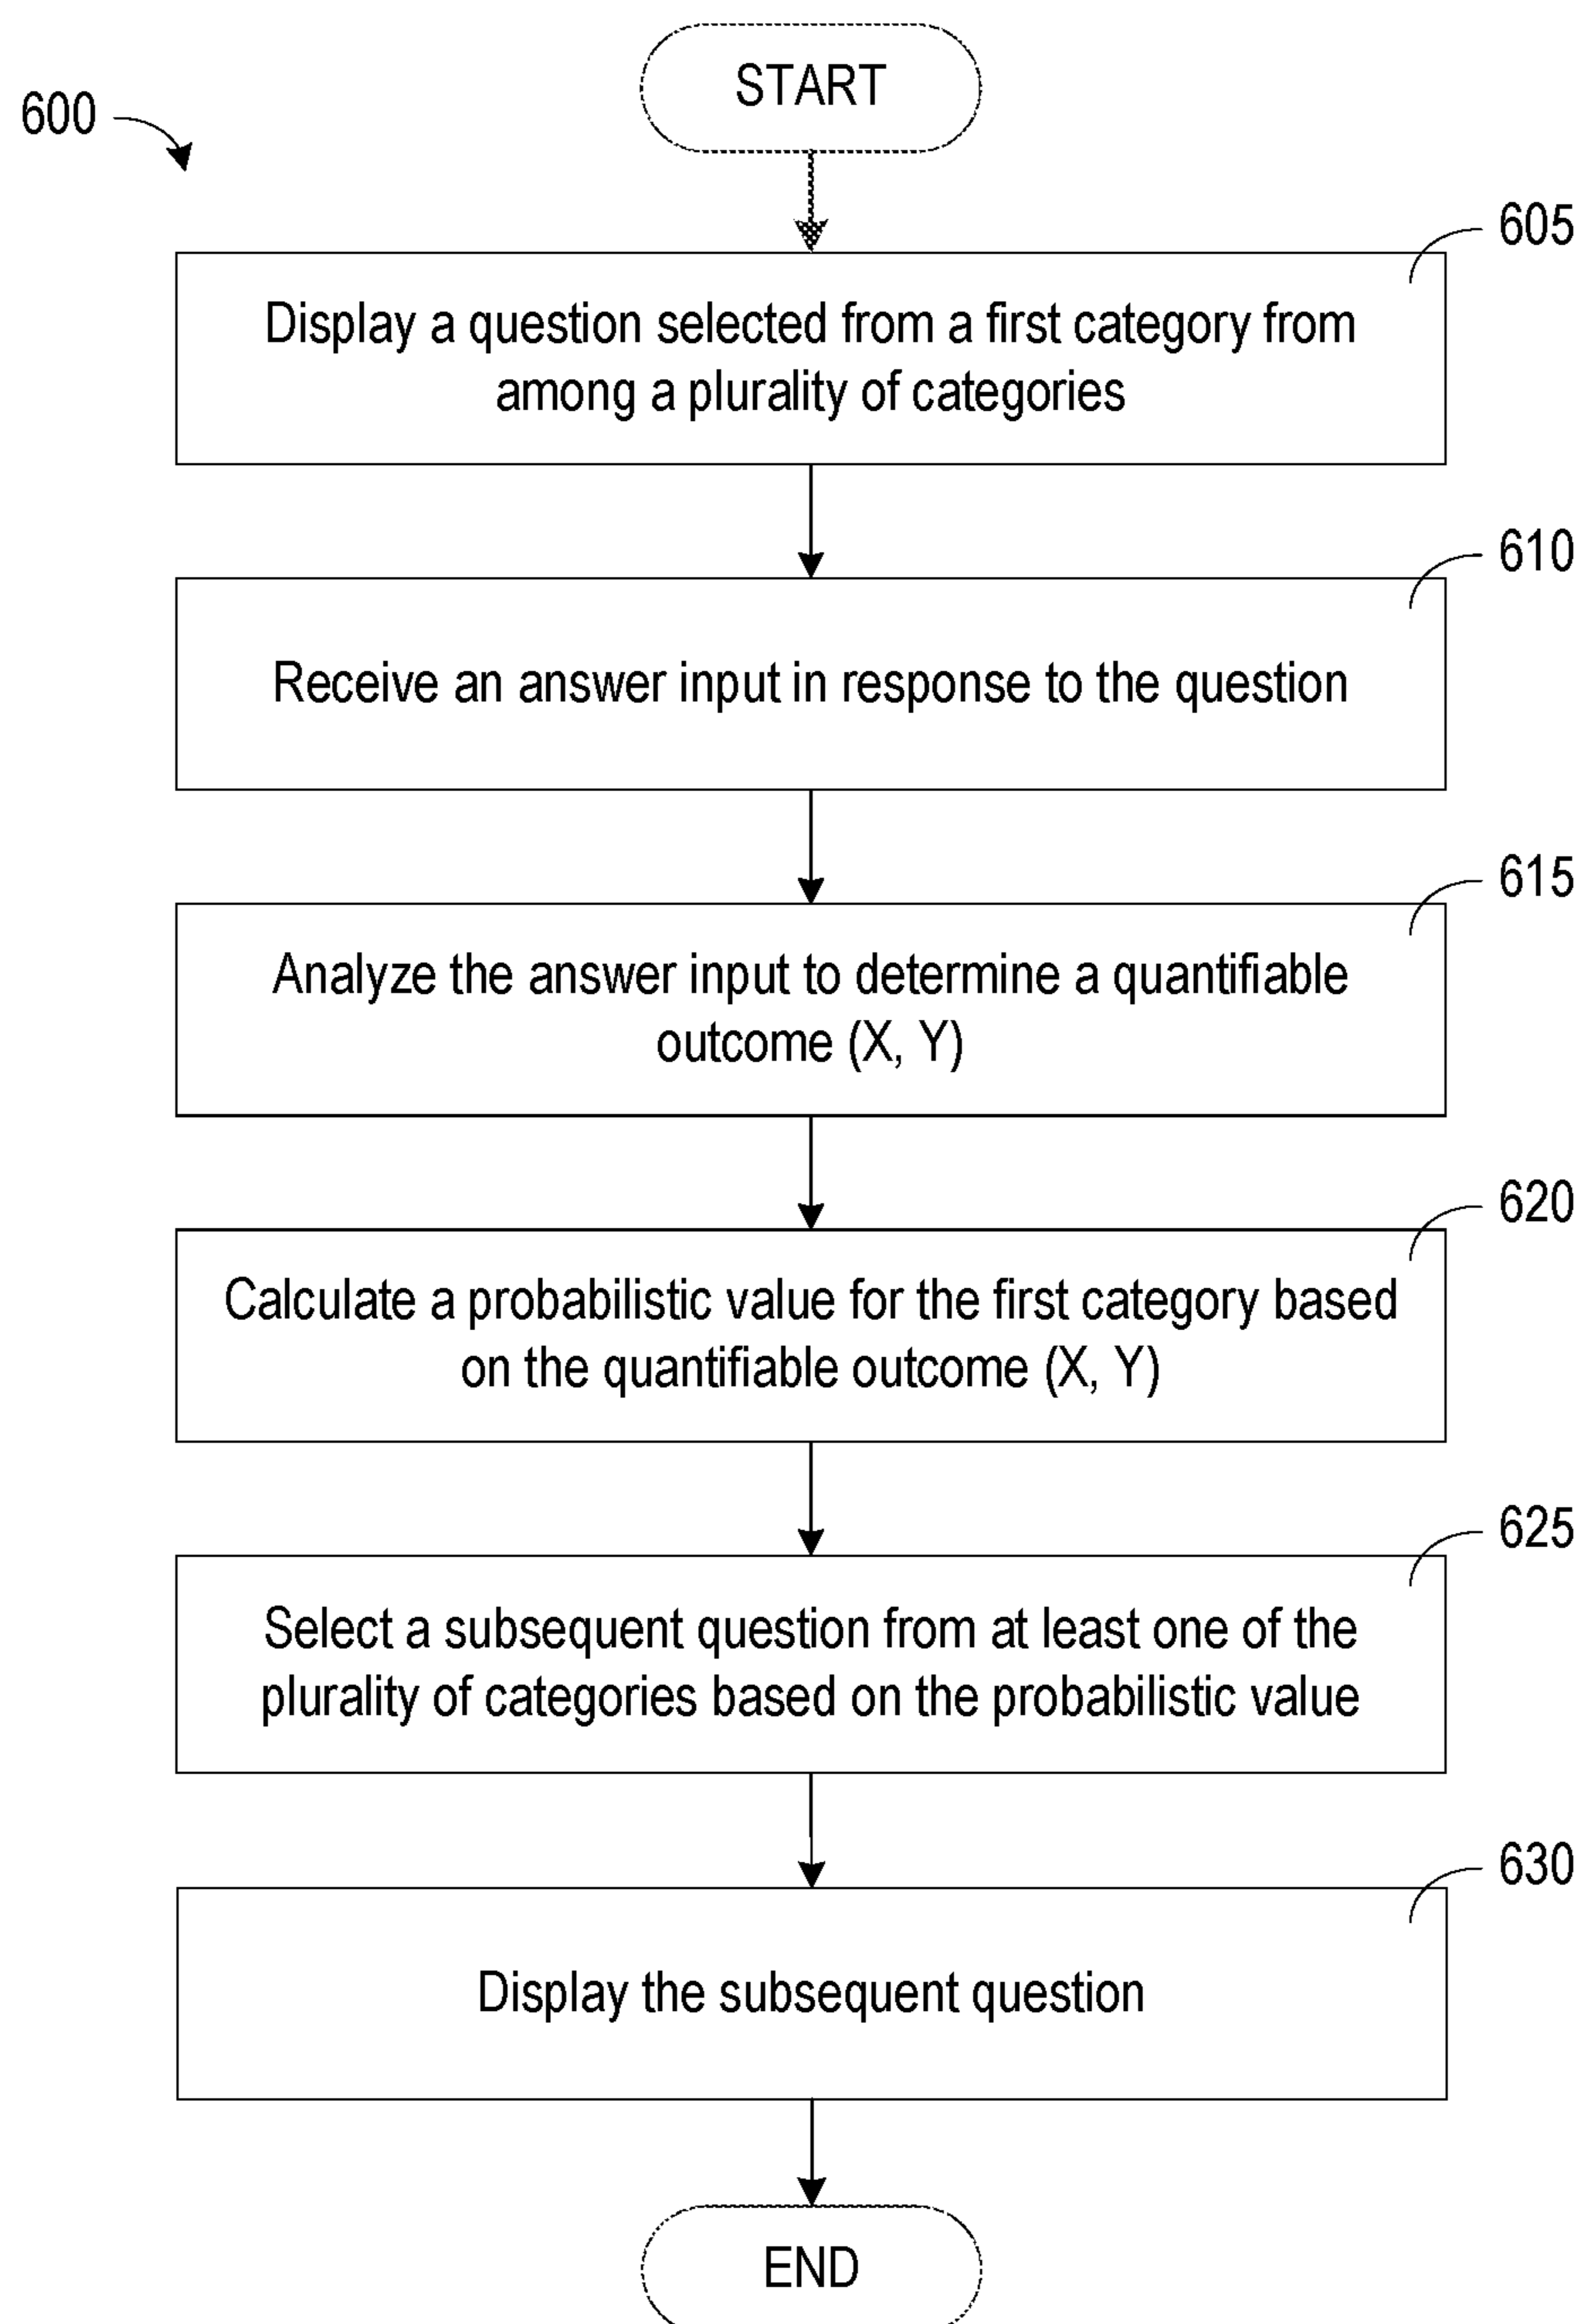 START
600
605
Display a question selected from a first category from
among a plurality of categories
610
Receive an answer input in response to the question
615
Analyze the answer input to determine a quantifiable
outcome (X, Y)
620
Calculate a probabilistic value for the first category based
on the quantifiable outcome (X, Y)
625
Select a subsequent question from at least one of the
plurality of categories based on the probabilistic value
630
Display the subsequent question
END